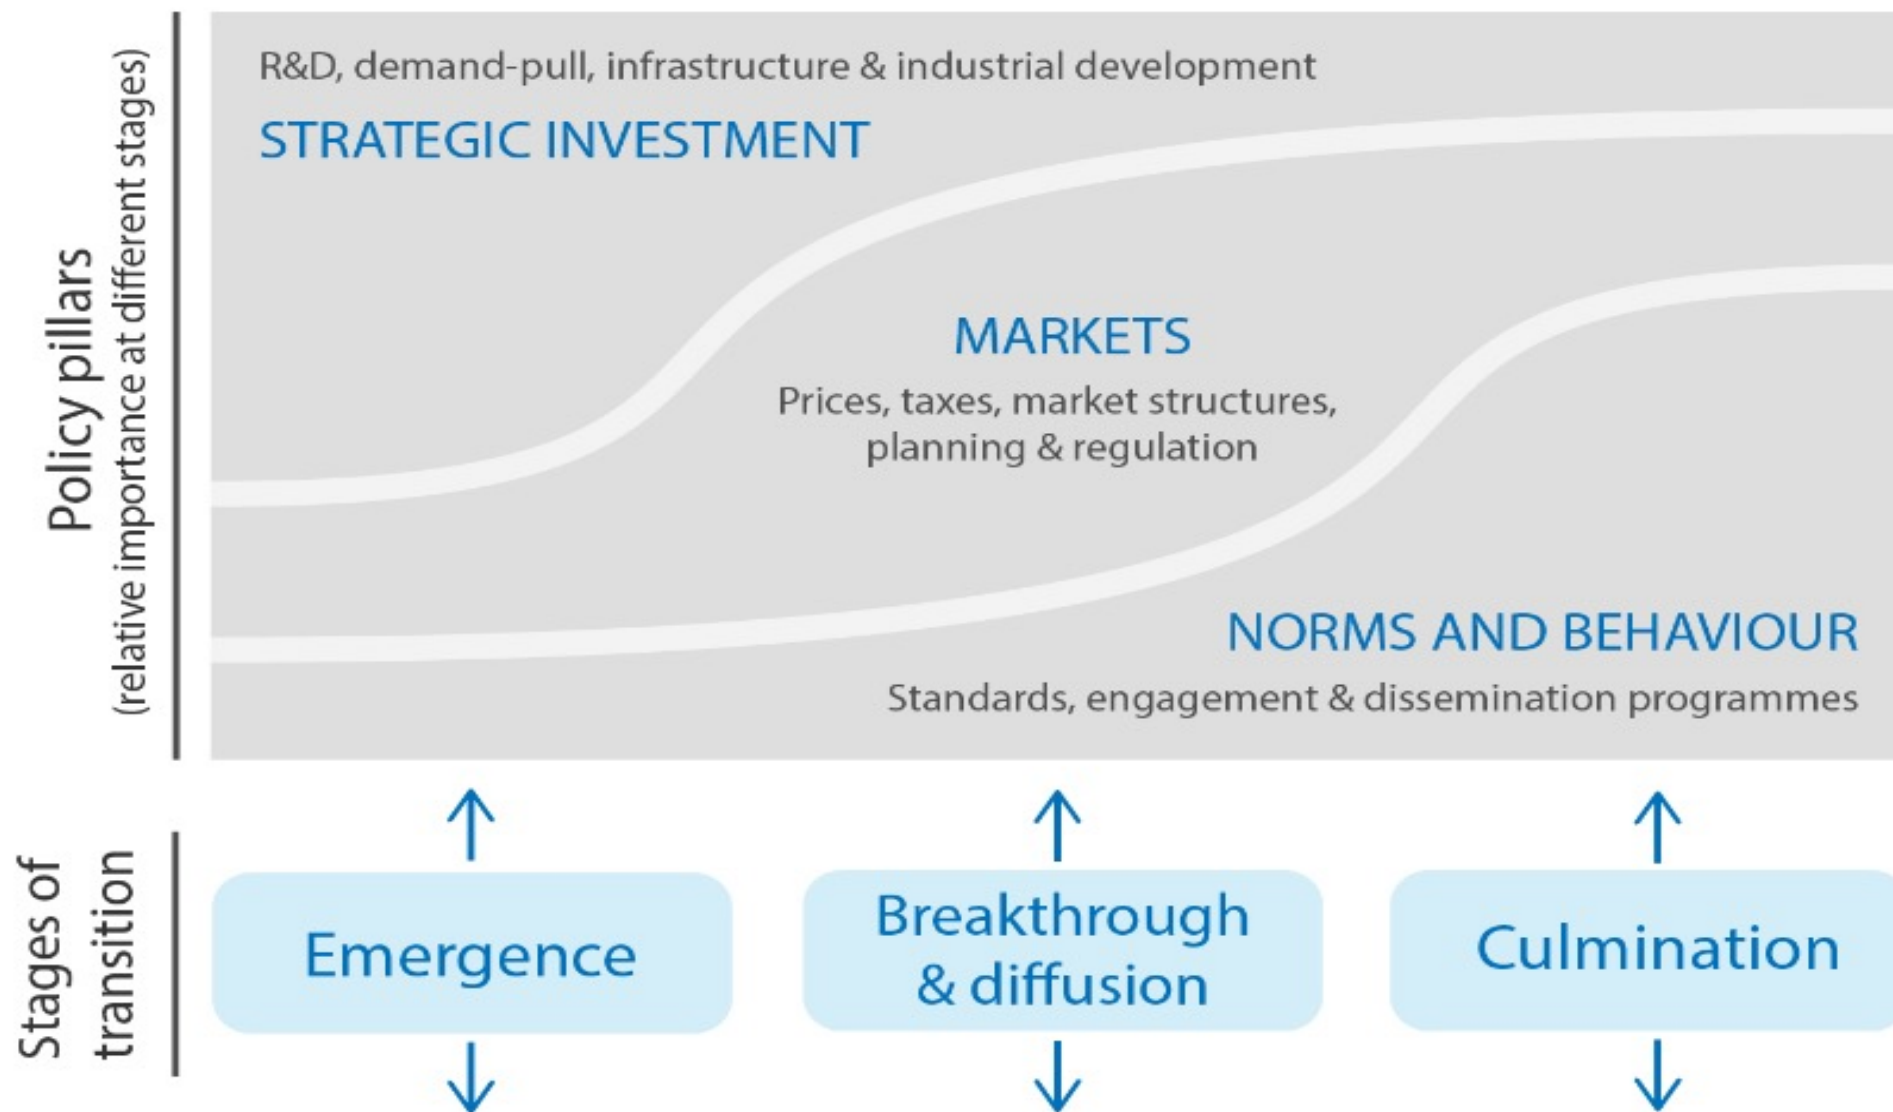 Policy pillars
(relative importance at different stages)
R&D, demand-pull, infrastructure & industrial development
STRATEGIC INVESTMENT
MARKETS
Prices, taxes, market structures,
planning & regulation
NORMS AND BEHAVIOUR
Standards, engagement & dissemination programmes
Stages of
transition
Emergence
Breakthrough
& diffusion
Culmination